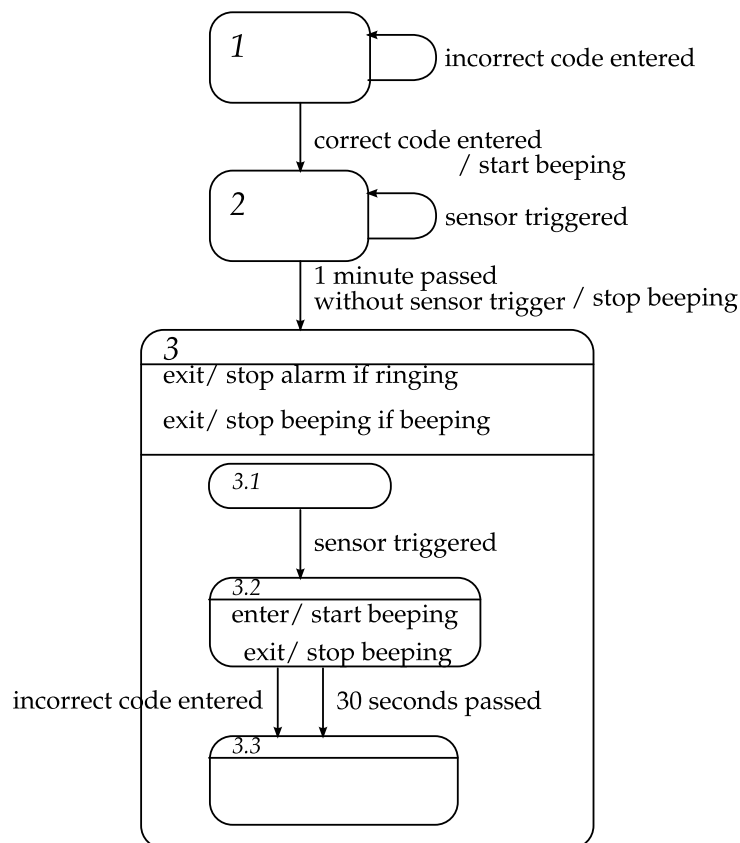 1
incorrect code entered
correct code entered
/ start beeping
2
sensor triggered
1 minute passed
without sensor trigger / stop beeping
3
exit/ stop alarm if ringing
exit/ stop beeping if beeping
3.1
sensor triggered
3.2
enter/ start beeping
exit/ stop beeping
incorrect code entered
30 seconds passed
3.3